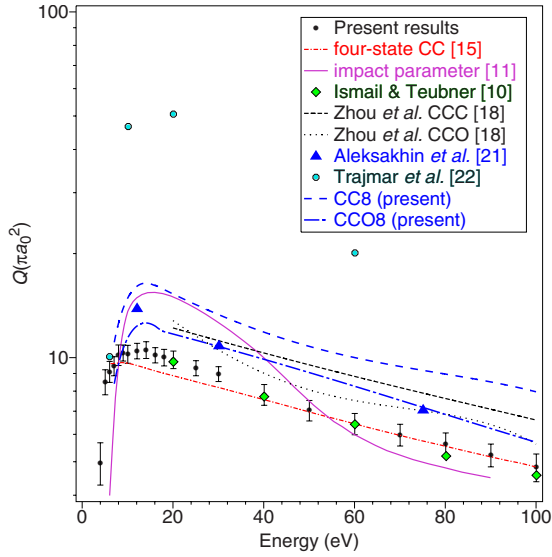 100
Present results
four-state CC [15]
impact parameter [11]
Ismail & Teubner [10]
Zhou et al. CCC [18]
Zhou et al. CCO [18]
Aleksakhin et al. [21]
Trajmar et al. [22]
CC8 (present)
CCO8 (present)
Q(πa₀²)
10
0 20 40 60 80 100
Energy (eV)